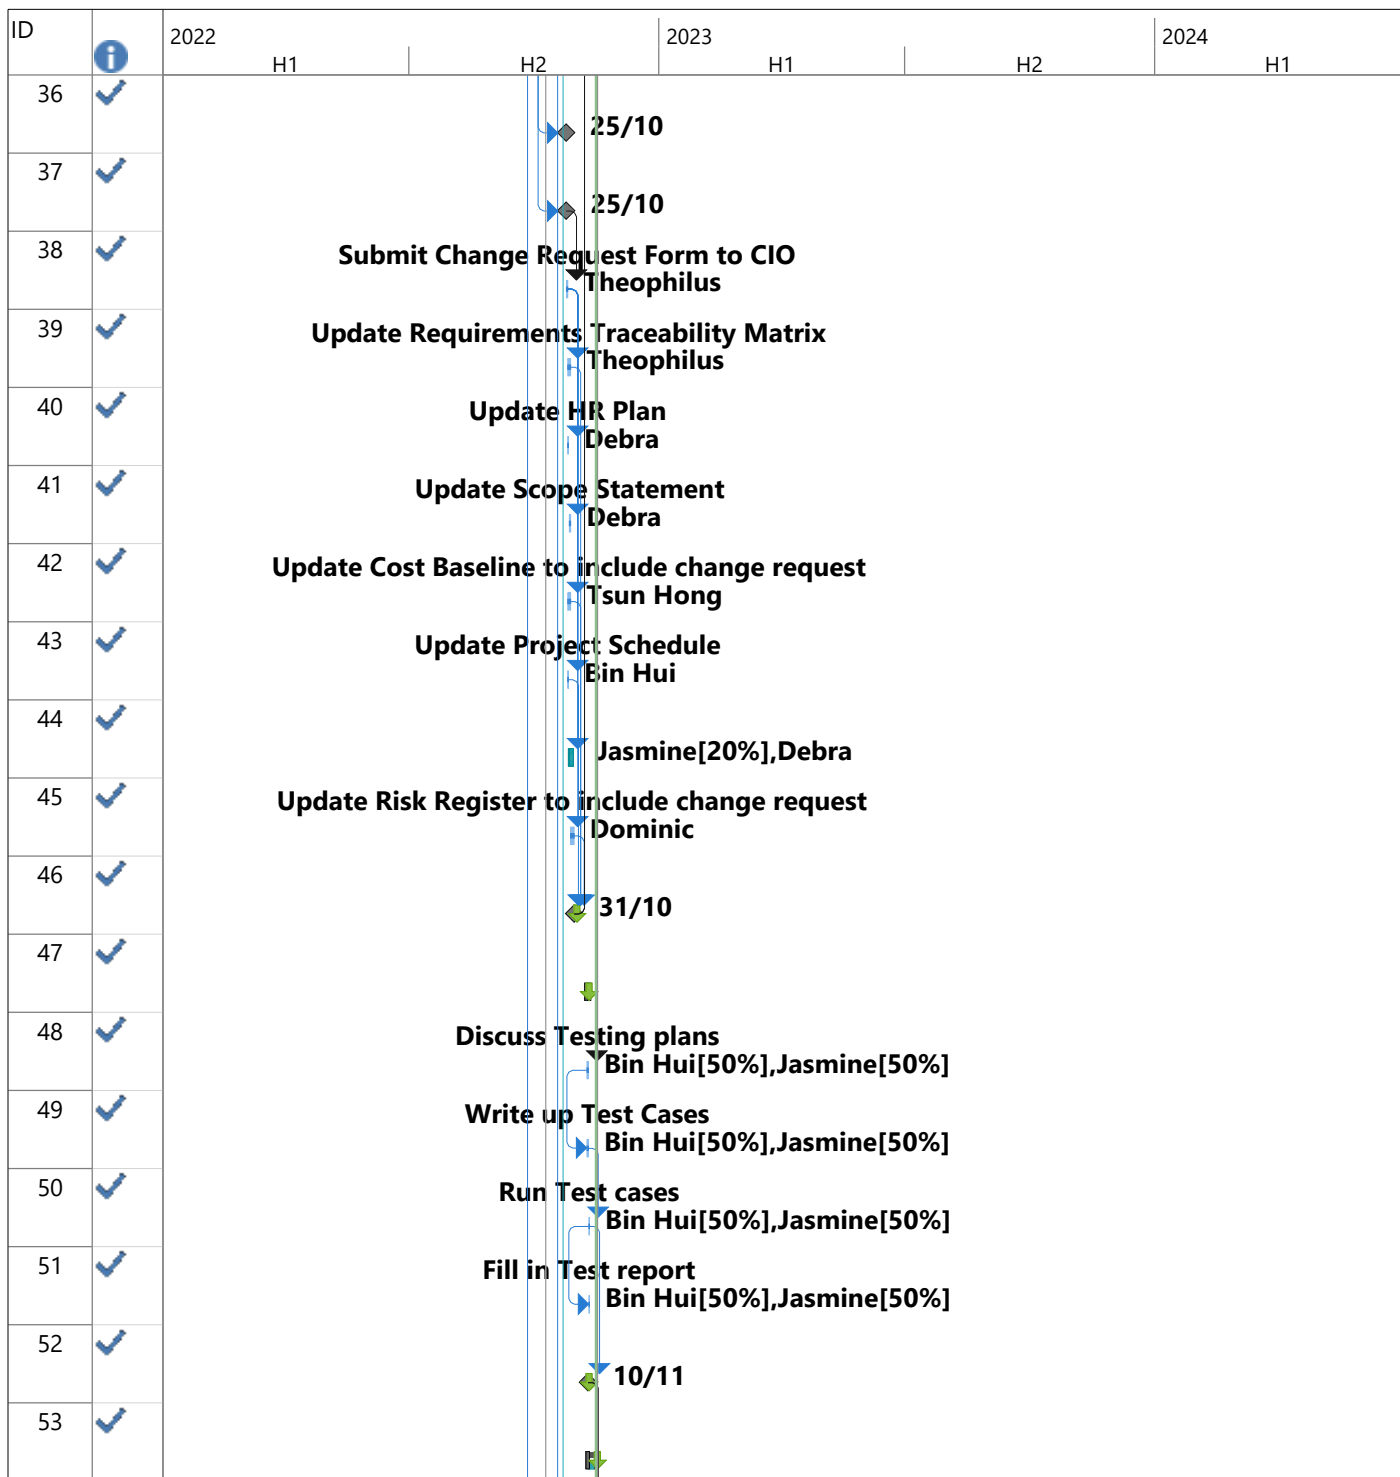 ID
2022
2023
2024
H1
H2
H1
H2
H1
36
25/10
37
25/10
38
Submit Change Request Form to CIO
Theophilus
39
Update Requirements Traceability Matrix
Theophilus
40
Update HR Plan
Debra
41
Update Scope Statement
Debra
42
Update Cost Baseline to include change request
Tsun Hong
43
Update Project Schedule
Bin Hui
44
Jasmine[20%],Debra
45
Update Risk Register to include change request
Dominic
46
31/10
47
48
Discuss Testing plans
Bin Hui[50%],Jasmine[50%]
49
Write up Test Cases
Bin Hui[50%],Jasmine[50%]
50
Run Test cases
Bin Hui[50%],Jasmine[50%]
51
Fill in Test report
Bin Hui[50%],Jasmine[50%]
52
10/11
53